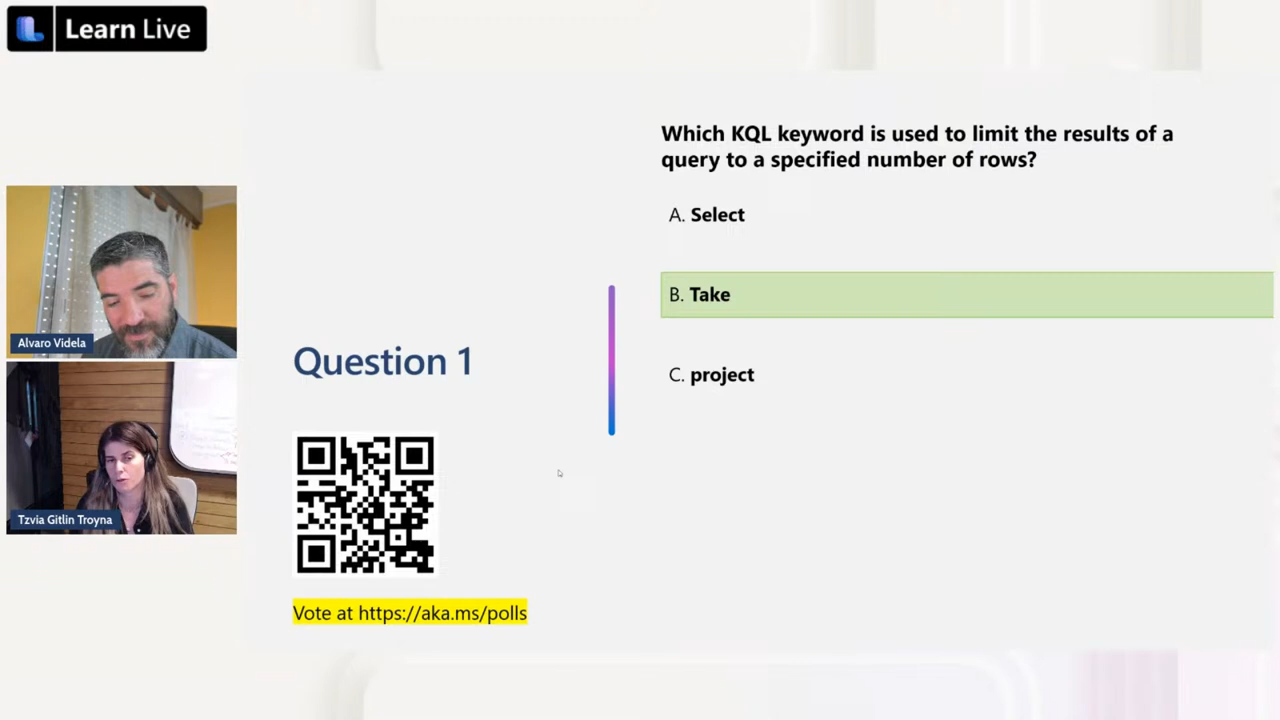 Learn Live
Alvaro Videla
Tzvia Gitlin Troyna
Question 1
Vote at https://aka.ms/polls
Which KQL keyword is used to limit the results of a
query to a specified number of rows?
A. Select
B. Take
C. project